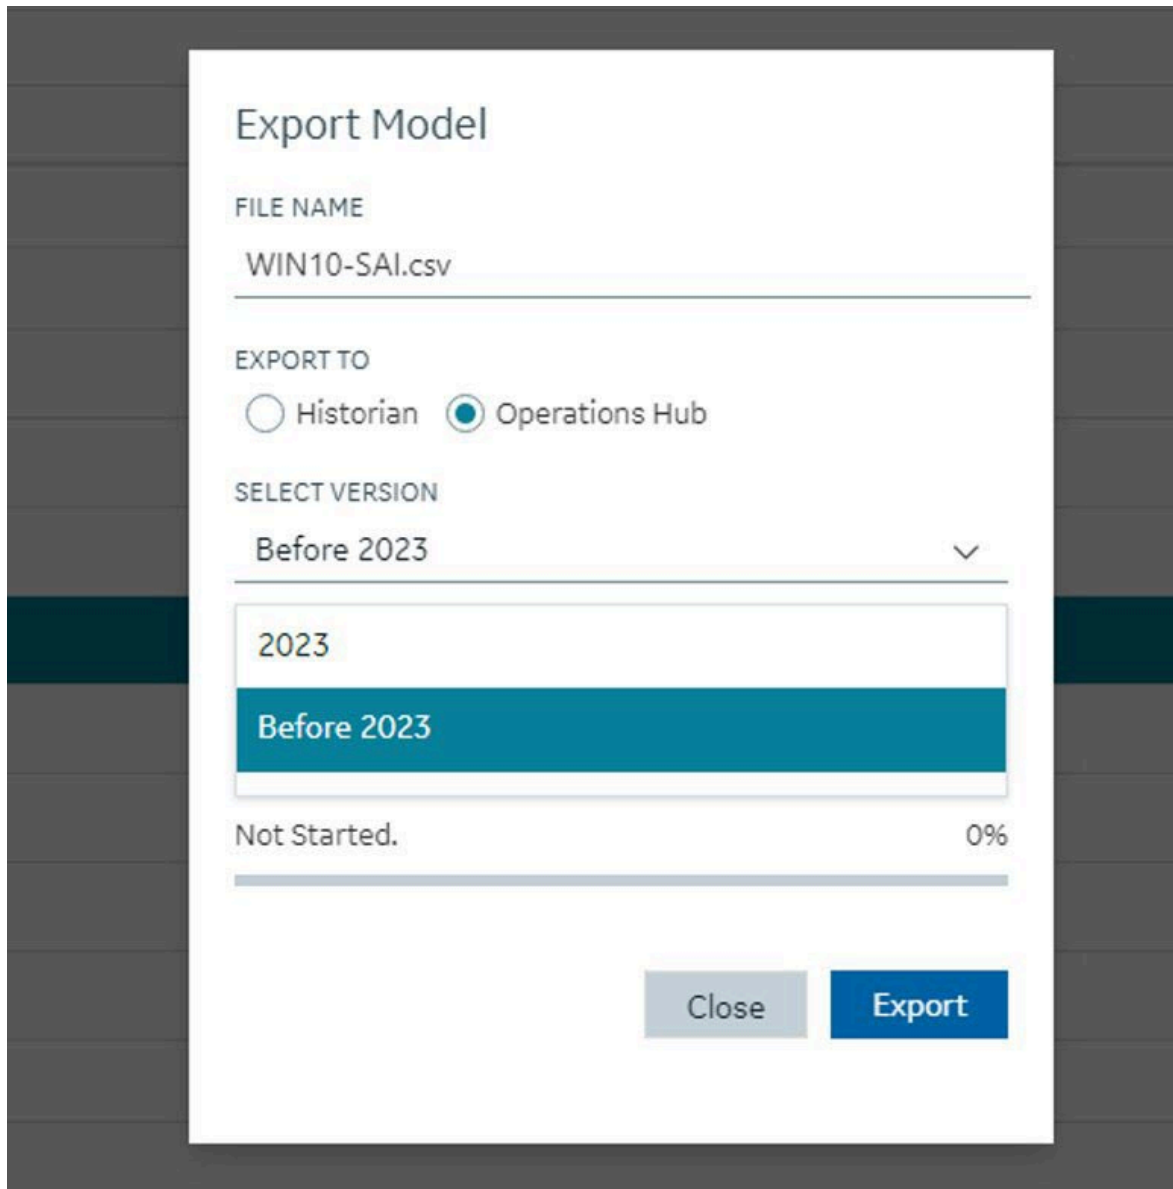 Export Model
FILE NAME
WIN10-SAI.csv
EXPORT TO
Historian Operations Hub
SELECT VERSION
Before 2023
2023
Before 2023
Not Started. 0%
Close Export